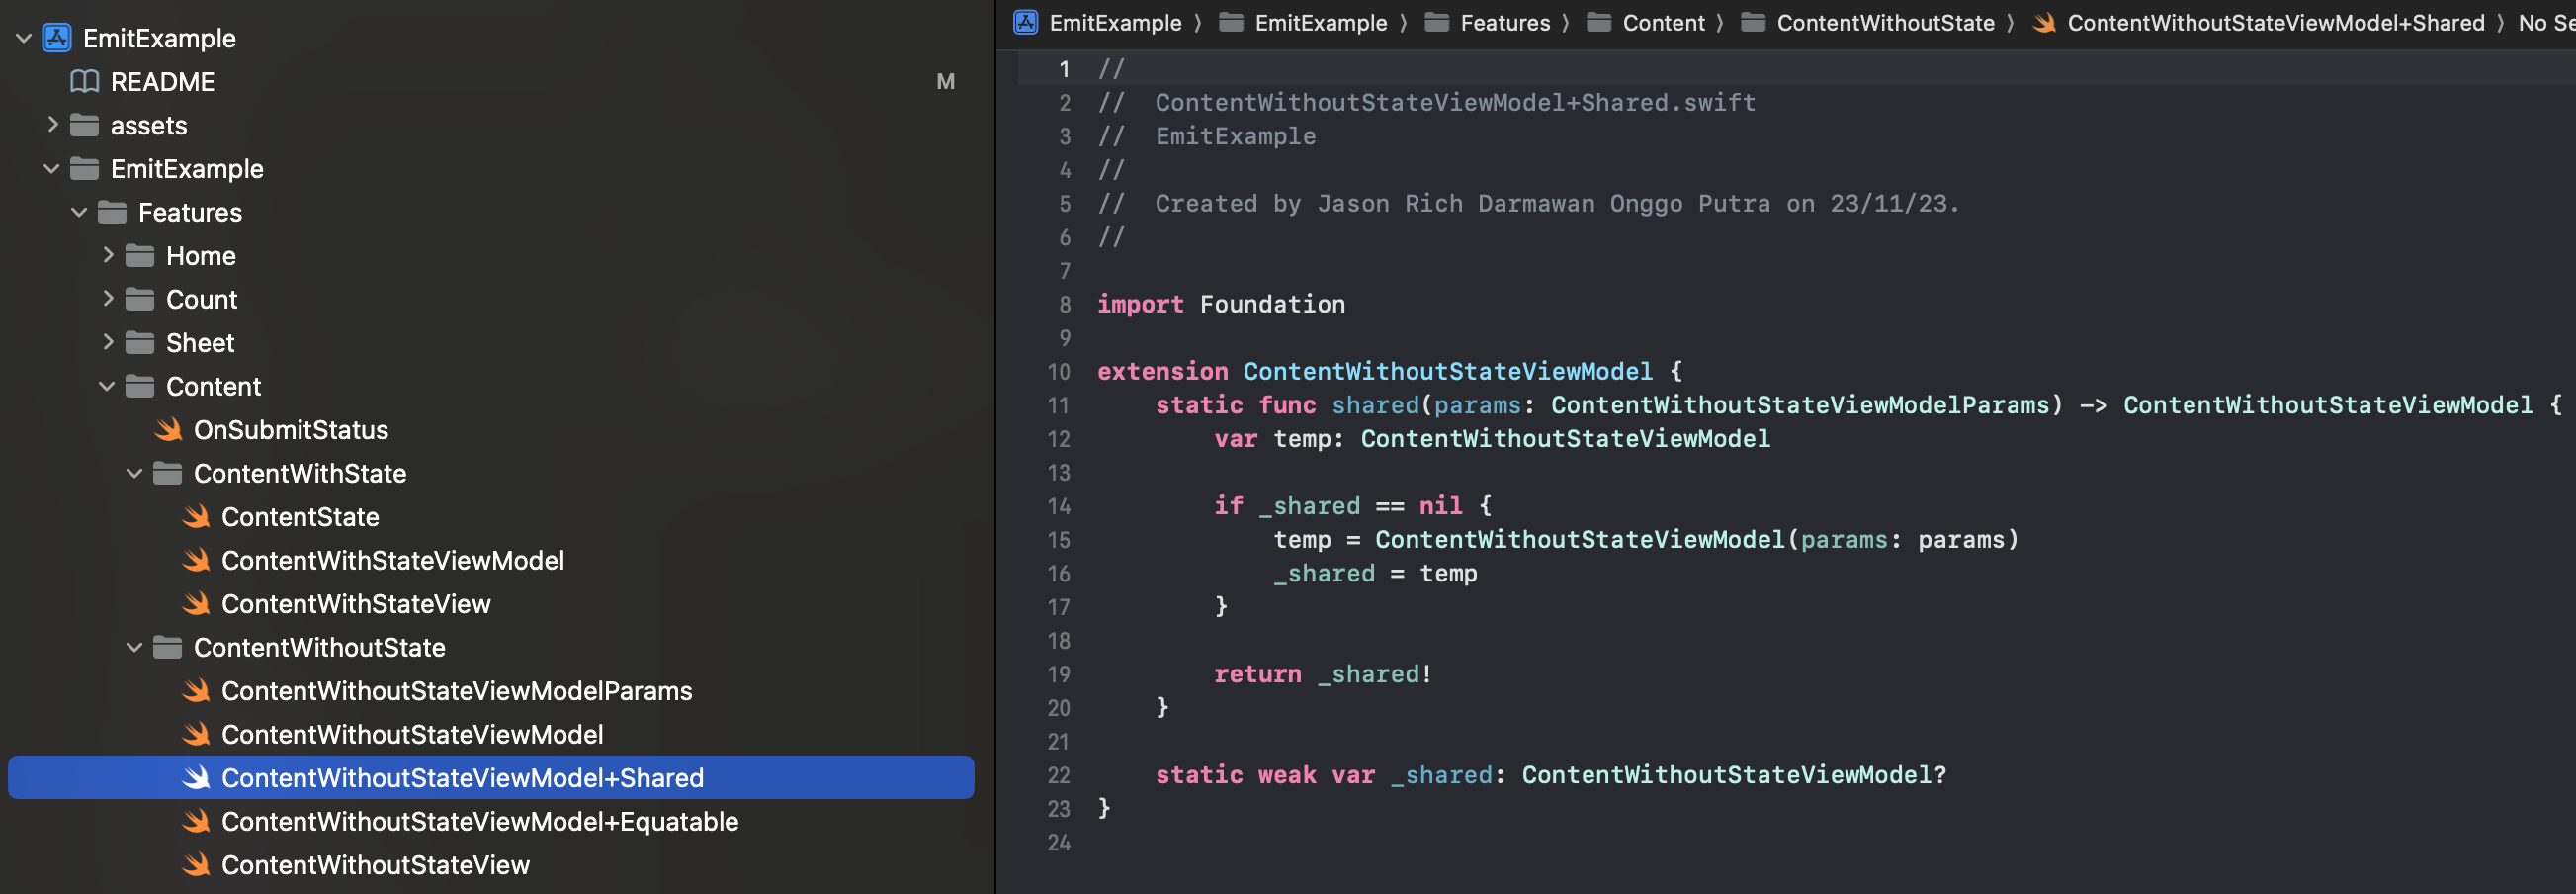 EmitExample
README
M
assets
EmitExample
Features
Home
Count
Sheet
Content
OnSubmitStatus
ContentWithState
ContentState
ContentWithStateViewModel
ContentWithStateView
ContentWithoutState
ContentWithoutStateViewModelParams
ContentWithoutStateViewModel
ContentWithoutStateViewModel+Shared
ContentWithoutStateViewModel+Equatable
ContentWithoutStateView
EmitExample 〉 EmitExample 〉 Features 〉 Content 〉 ContentWithoutState 〉 ContentWithoutStateViewModel+Shared 〉 No Se
1 //
2 //  ContentWithoutStateViewModel+Shared.swift
3 //  EmitExample
4 //
5 //  Created by Jason Rich Darmawan Onggo Putra on 23/11/23.
6 //
7
8 import Foundation
9
10 extension ContentWithoutStateViewModel {
11     static func shared(params: ContentWithoutStateViewModelParams) -> ContentWithoutStateViewModel {
12         var temp: ContentWithoutStateViewModel
13
14         if _shared == nil {
15             temp = ContentWithoutStateViewModel(params: params)
16             _shared = temp
17         }
18
19         return _shared!
20     }
21
22     static weak var _shared: ContentWithoutStateViewModel?
23 }
24